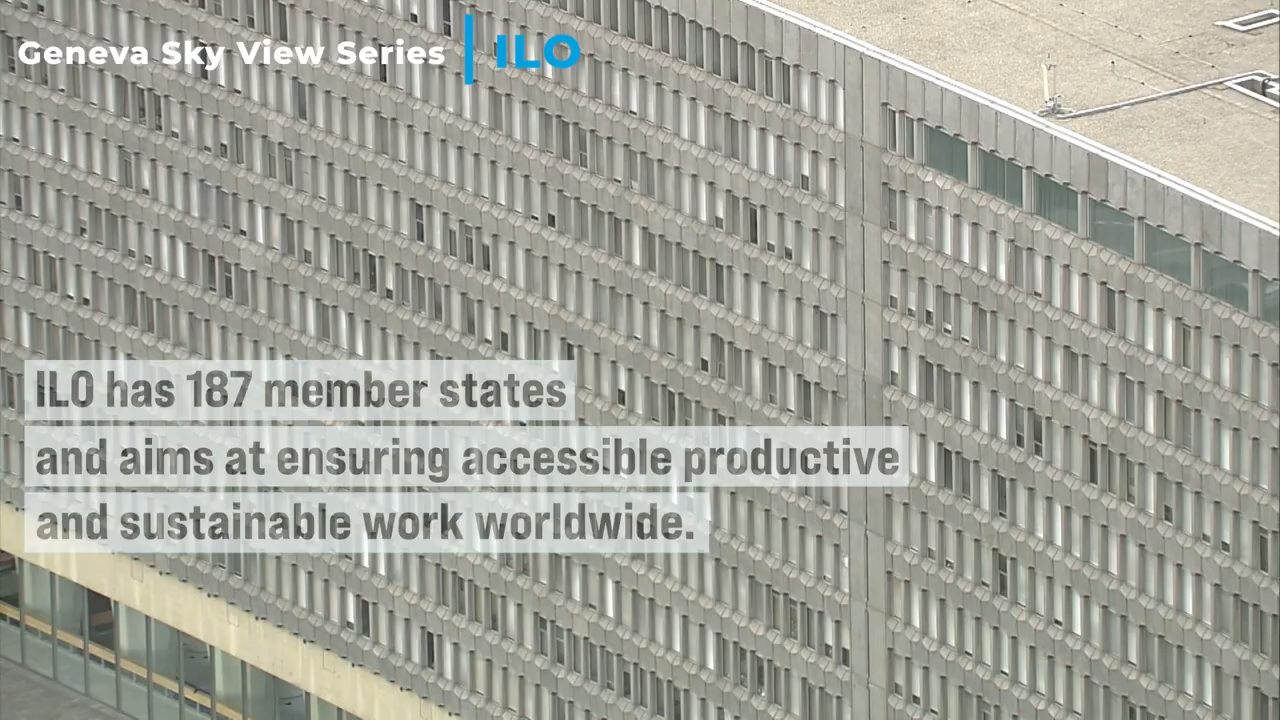 Geneva Sky View Series | ILO
ILO has 187 member states
and aims at ensuring accessible productive
and sustainable work worldwide.